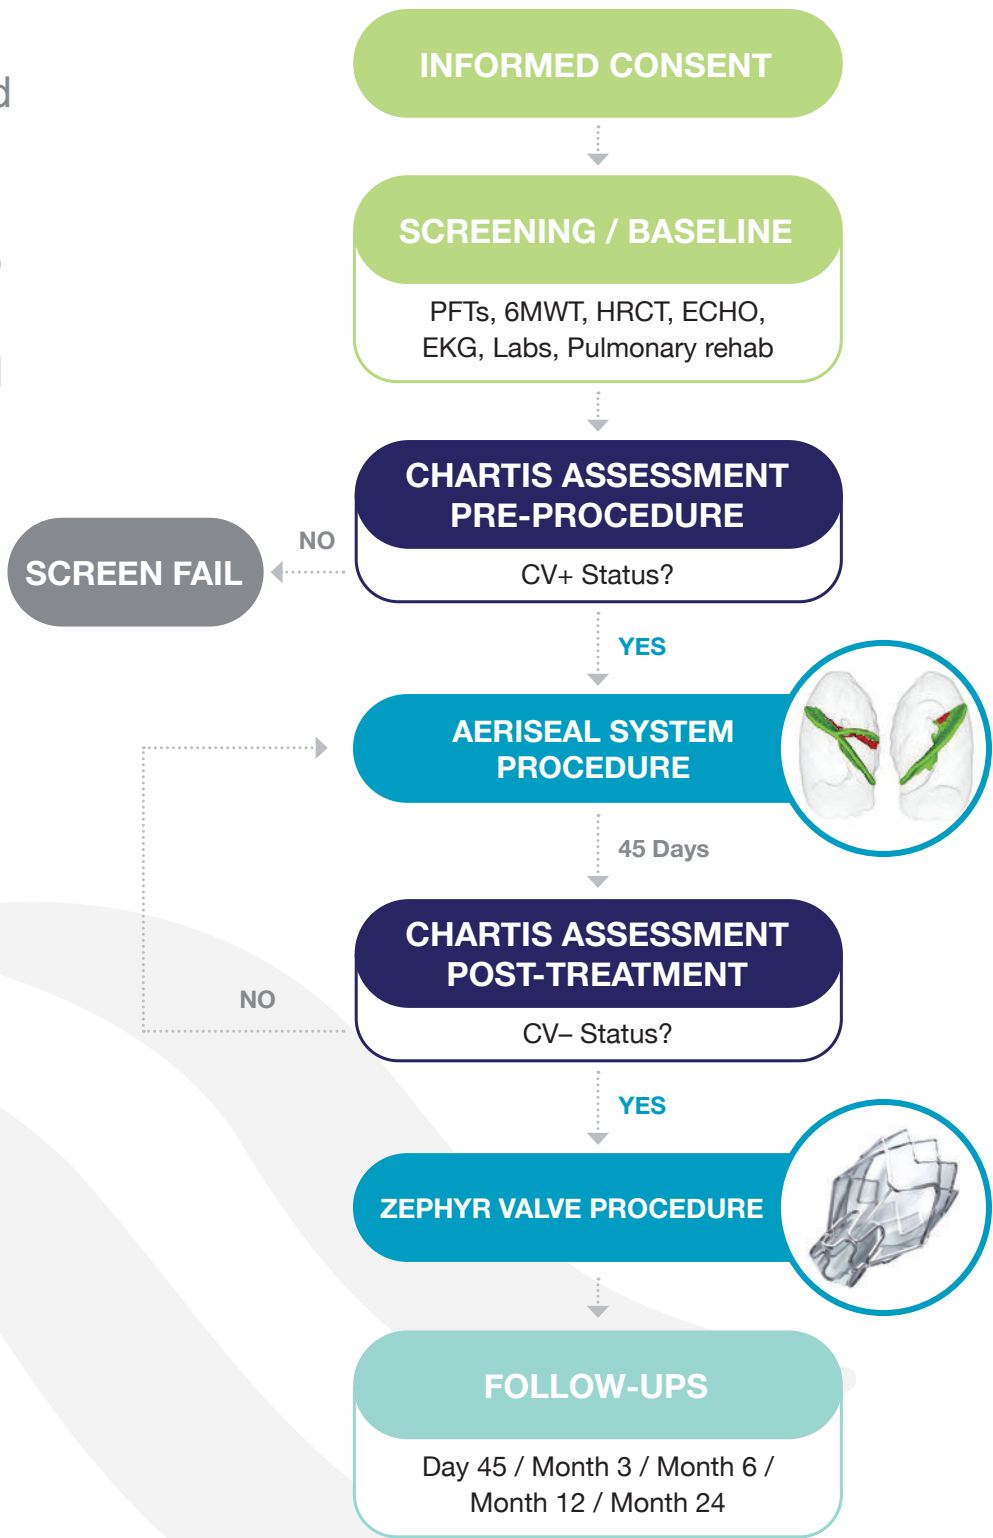 INFORMED CONSENT
SCREENING / BASELINE
PFTs, 6MWT, HRCT, ECHO,
EKG, Labs, Pulmonary rehab
CHARTIS ASSESSMENT
PRE-PROCEDURE
CV+ Status?
NO
SCREEN FAIL
YES
AERISEAL SYSTEM
PROCEDURE
45 Days
CHARTIS ASSESSMENT
POST-TREATMENT
CV– Status?
NO
YES
ZEPHYR VALVE PROCEDURE
FOLLOW-UPS
Day 45 / Month 3 / Month 6 /
Month 12 / Month 24